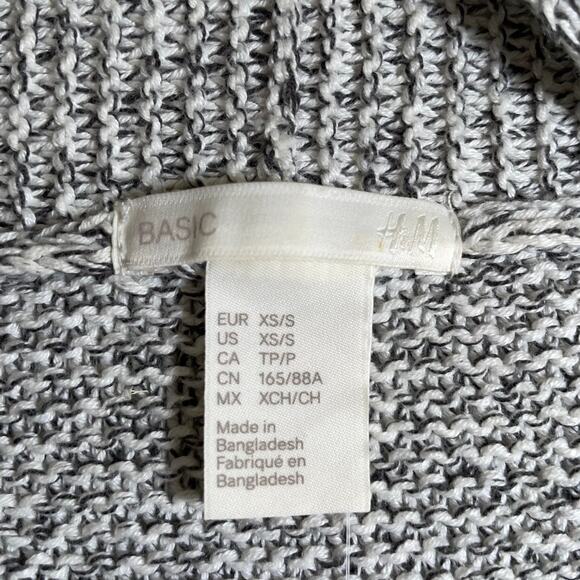 BASIC H&M
EUR XS/S
US XS/S
CA TP/P
CN 165/88A
MX XCH/CH
Made in
Bangladesh
Fabriqué en
Bangladesh